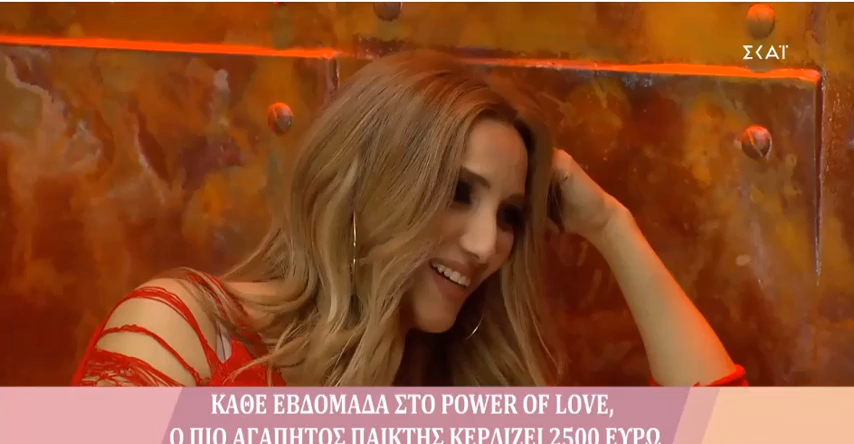 ΣΚΑΪ
ΚΑΘΕ ΕΒΔΟΜΑΔΑ ΣΤΟ POWER OF LOVE,
Ο ΠΙΟ ΑΓΑΠΗΤΟΣ ΠΑΙΚΤΗΣ ΚΕΡΔΙΖΕΙ 2500 ΕΥΡΩ